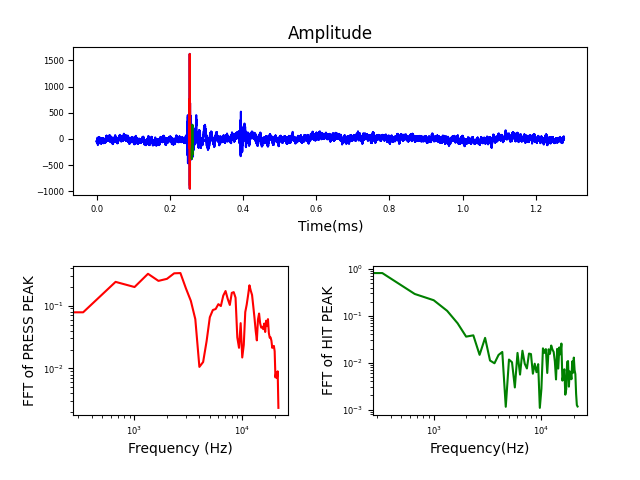 Amplitude
1500
1000
500
0
−500
−1000
0.0 0.2 0.4 0.6 0.8 1.0 1.2
Time(ms)
FFT of PRESS PEAK
10⁻¹
10⁻²
10³ 10⁴
Frequency (Hz)
FFT of HIT PEAK
10⁰
10⁻¹
10⁻²
10⁻³
10³ 10⁴
Frequency(Hz)